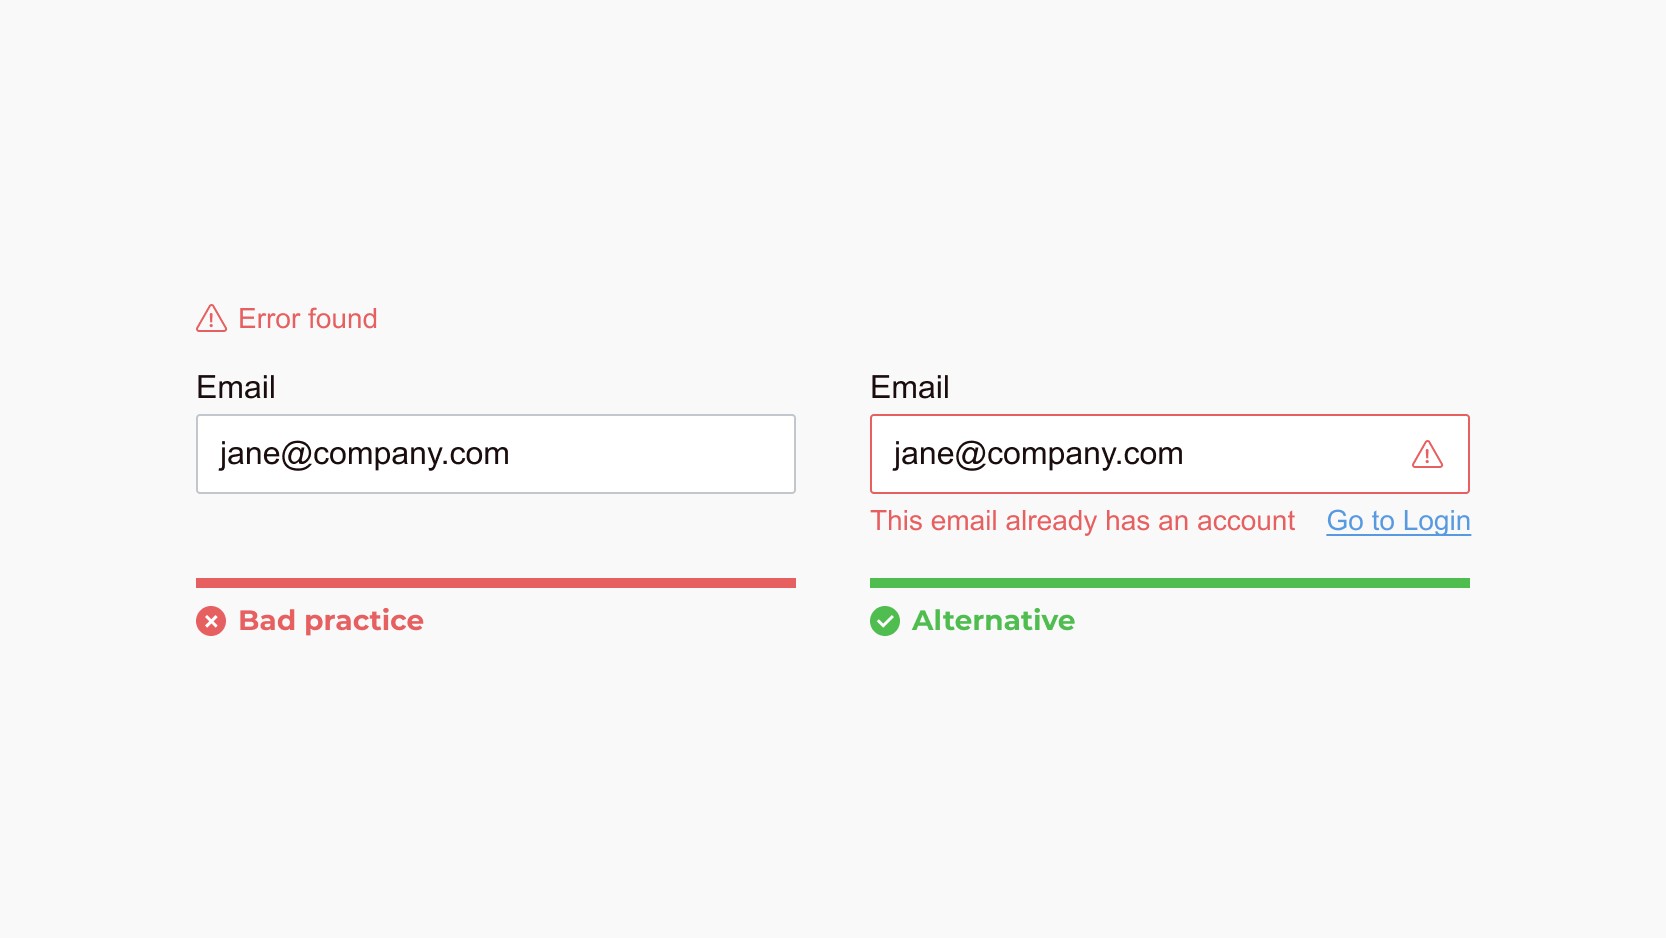 Error found
Email
jane@company.com
Bad practice
Email
jane@company.com
This email already has an account Go to Login
Alternative